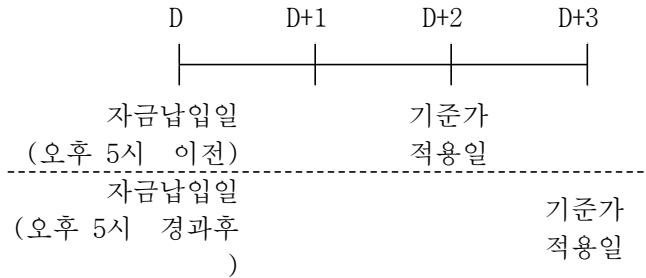 D D+1 D+2 D+3
자금납입일 기준가
(오후 5시 이전) 적용일
자금납입일
(오후 5시 경과후
)
기준가
적용일